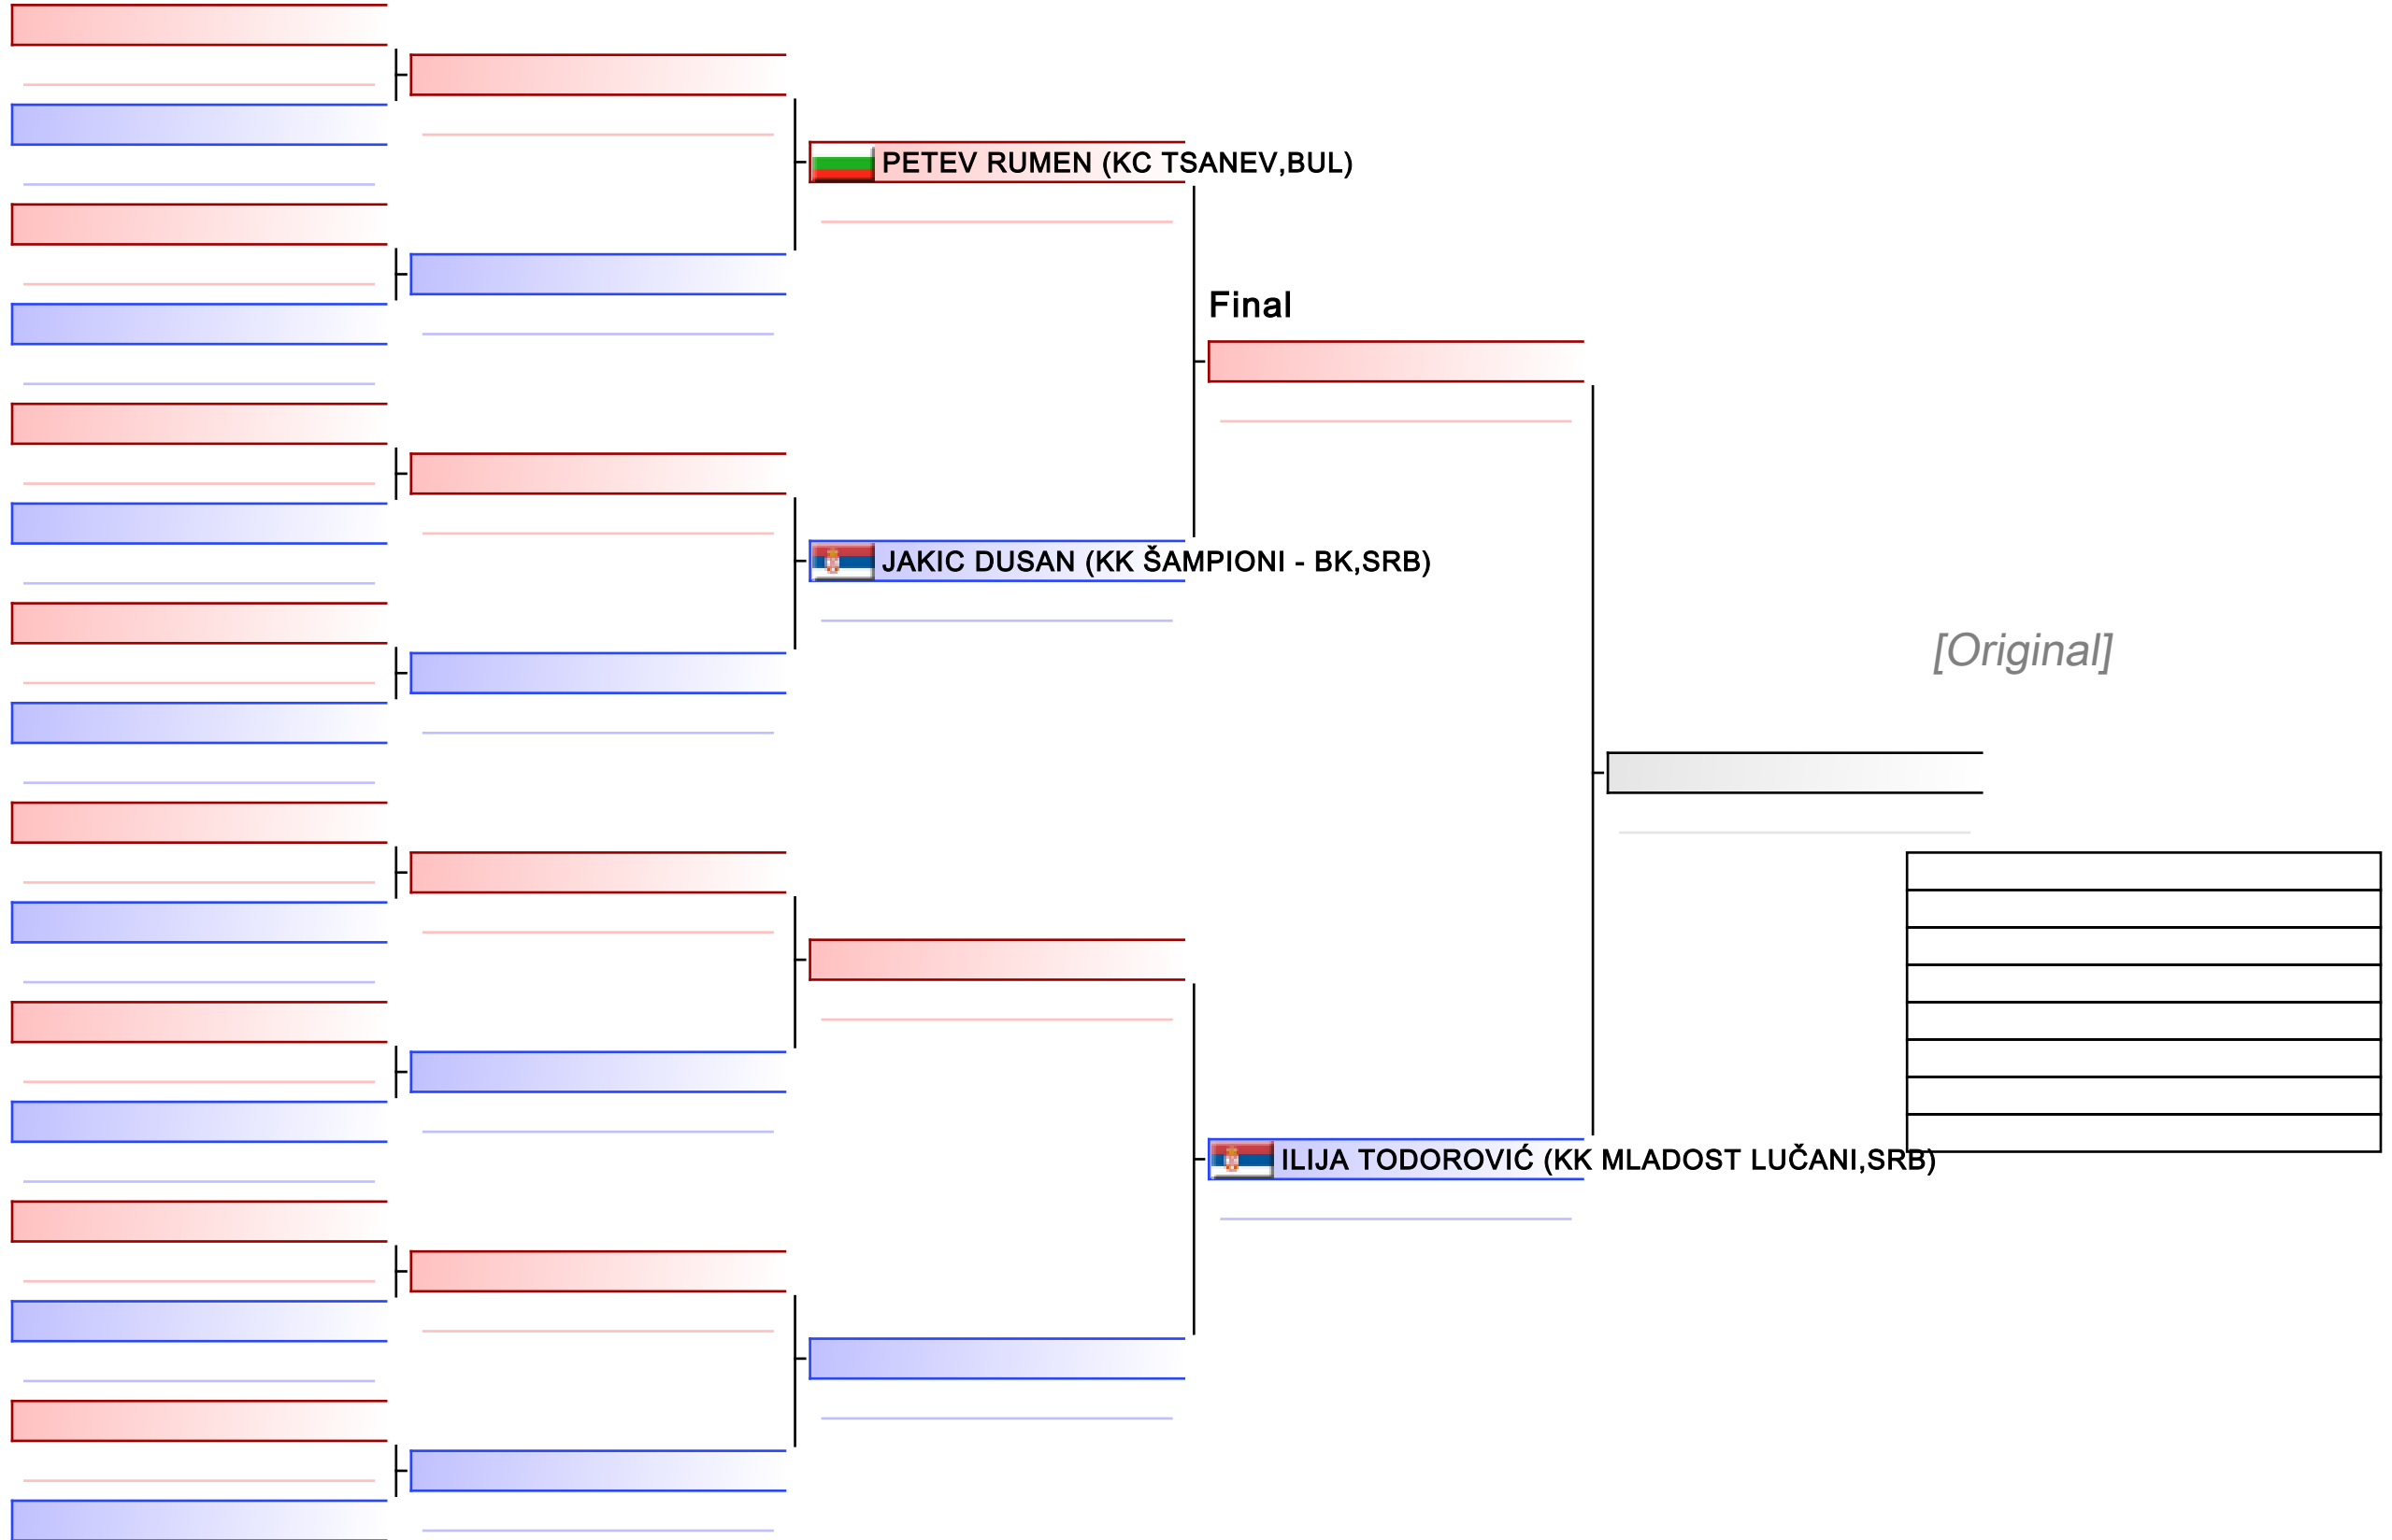 PETEV RUMEN (KC TSANEV,BUL)
Final
JAKIC DUSAN (KK ŠAMPIONI - BK,SRB)
[Original]
ILIJA TODOROVIĆ (KK MLADOST LUČANI,SRB)